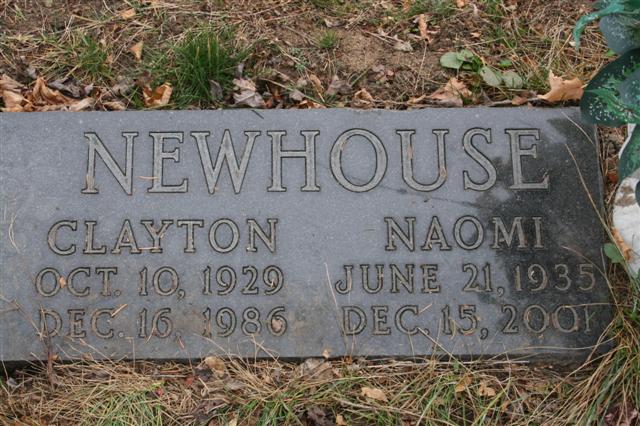 NEWHOUSE
CLAYTON NAOMI
OCT. 10, 1929 JUNE 21, 1935
DEC. 16, 1986 DEC. 15, 2001